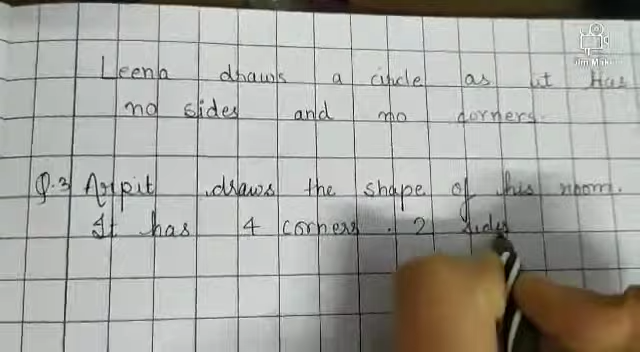 Leena draws a circle as it has
no sides and no corners.
Q.3 Arpit draws the shape of his room.
It has 4 corners. 2 sides